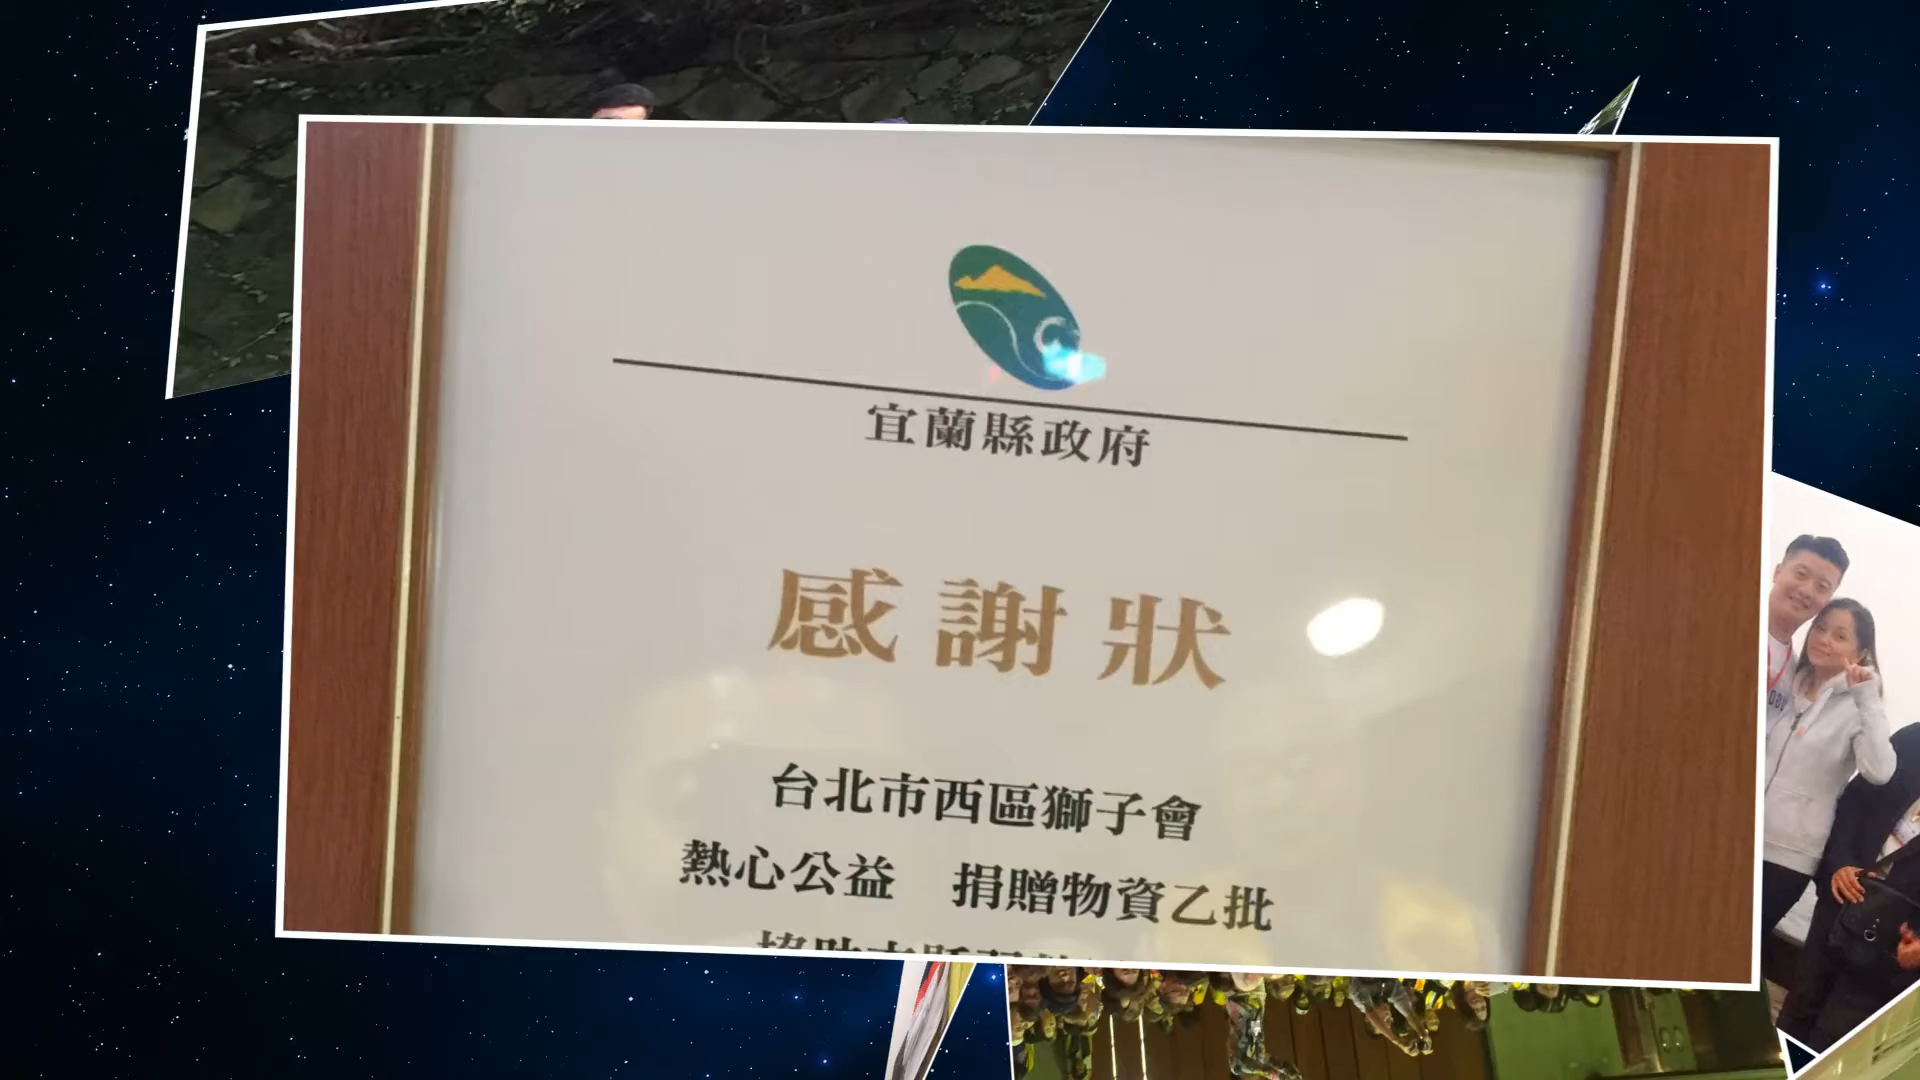 宜蘭縣政府
感謝狀
台北市西區獅子會
熱心公益 捐贈物資乙批